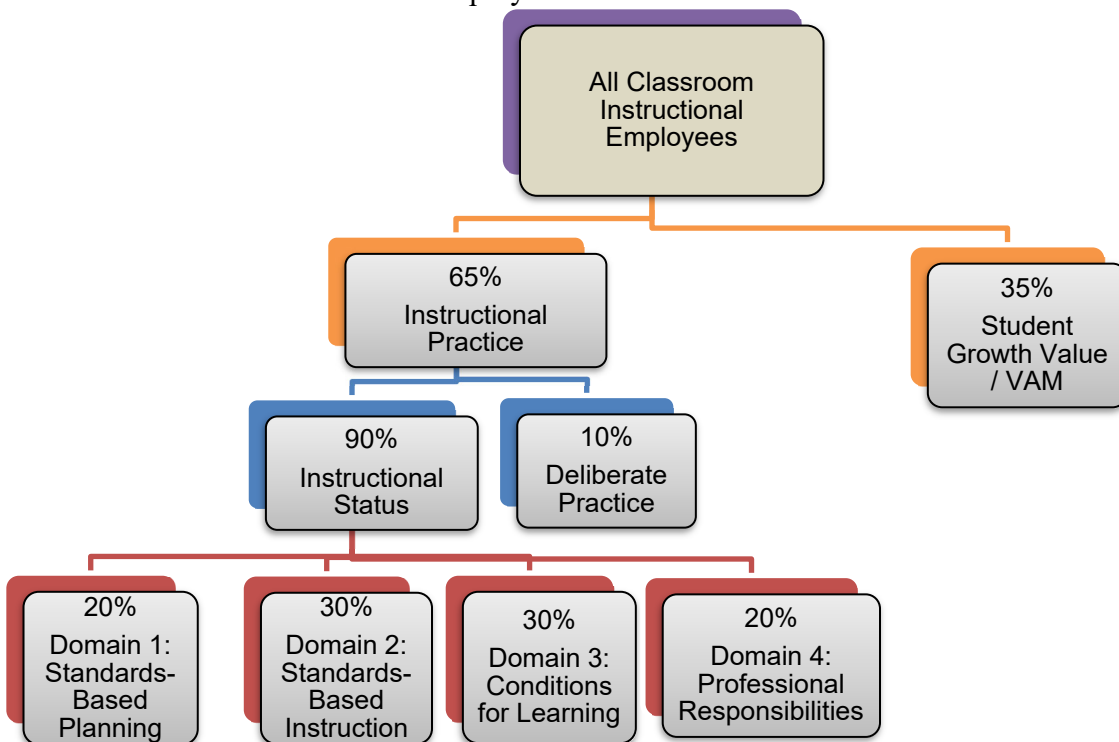 All Classroom
Instructional
Employees
65%
Instructional
Practice
35%
Student
Growth Value
/ VAM
90%
Instructional
Status
10%
Deliberate
Practice
20%
Domain 1:
Standards-
Based
Planning
30%
Domain 2:
Standards-
Based
Instruction
30%
Domain 3:
Conditions
for Learning
20%
Domain 4:
Professional
Responsibilities